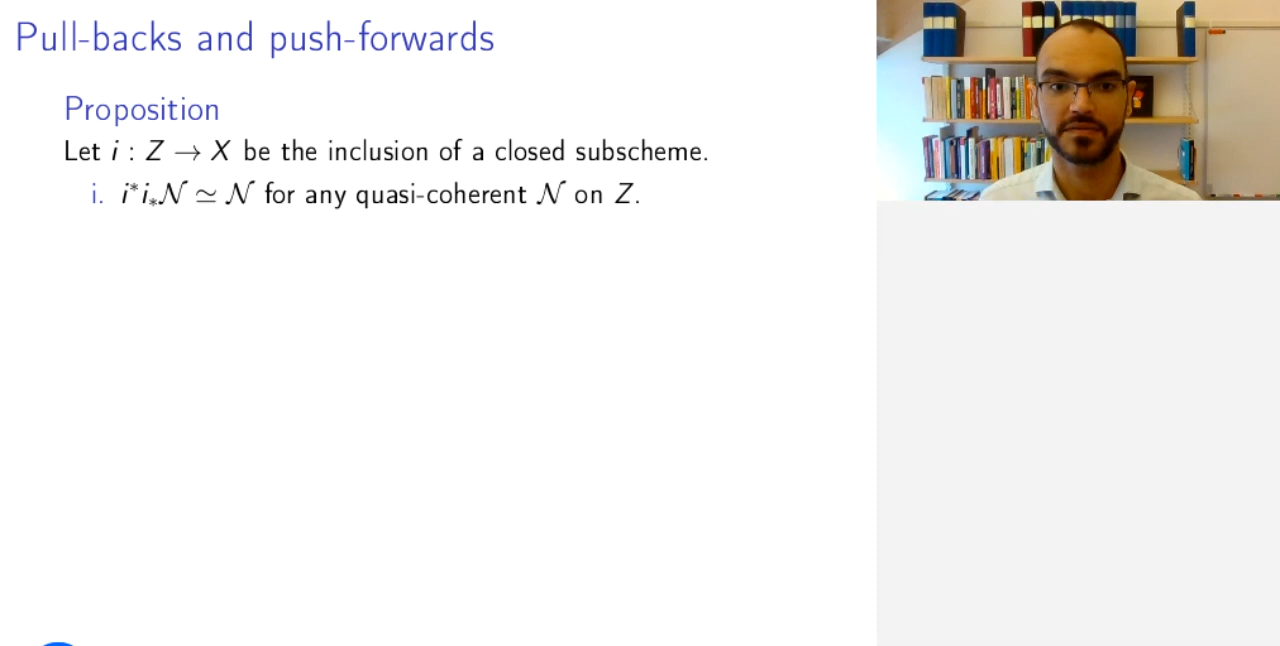 Pull-backs and push-forwards
Proposition
Let i : Z → X be the inclusion of a closed subscheme.
i. i*i₎𝒩 ≃ 𝒩 for any quasi-coherent 𝒩 on Z.